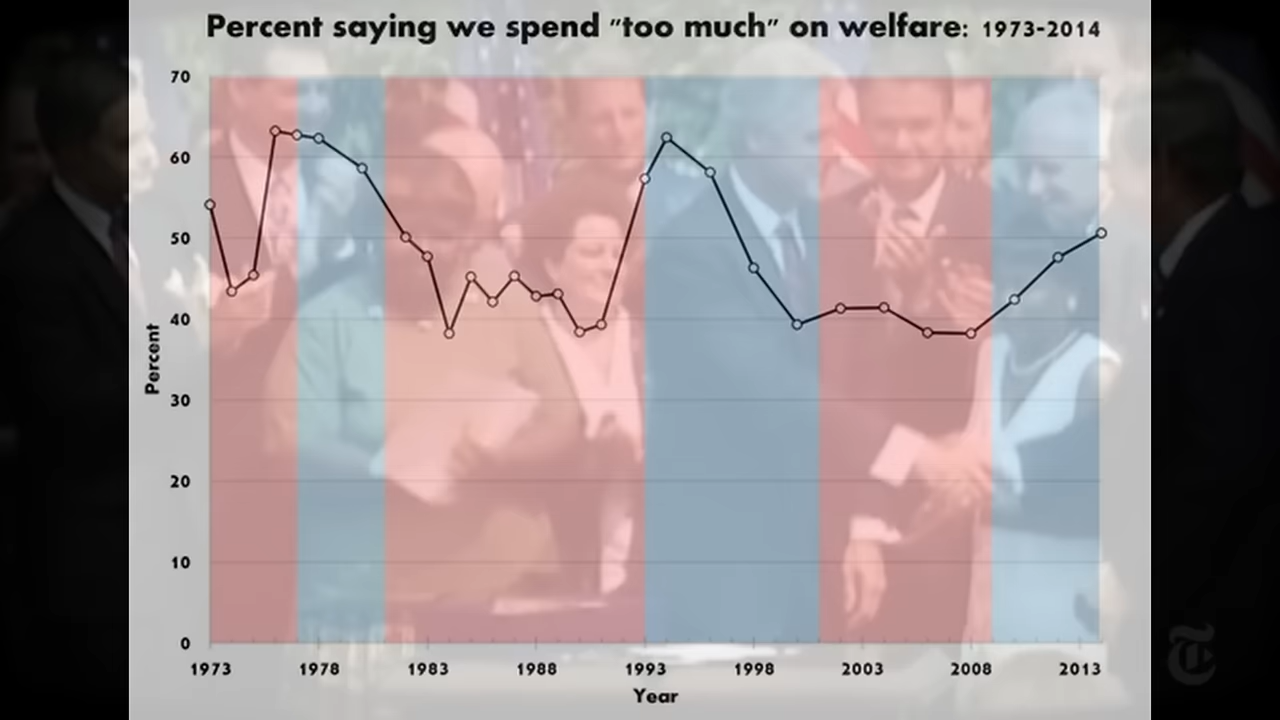 Percent saying we spend "too much" on welfare: 1973-2014
70
60
50
40
30
20
10
0
Percent
1973 1978 1983 1988 1993 1998 2003 2008 2013
Year
T